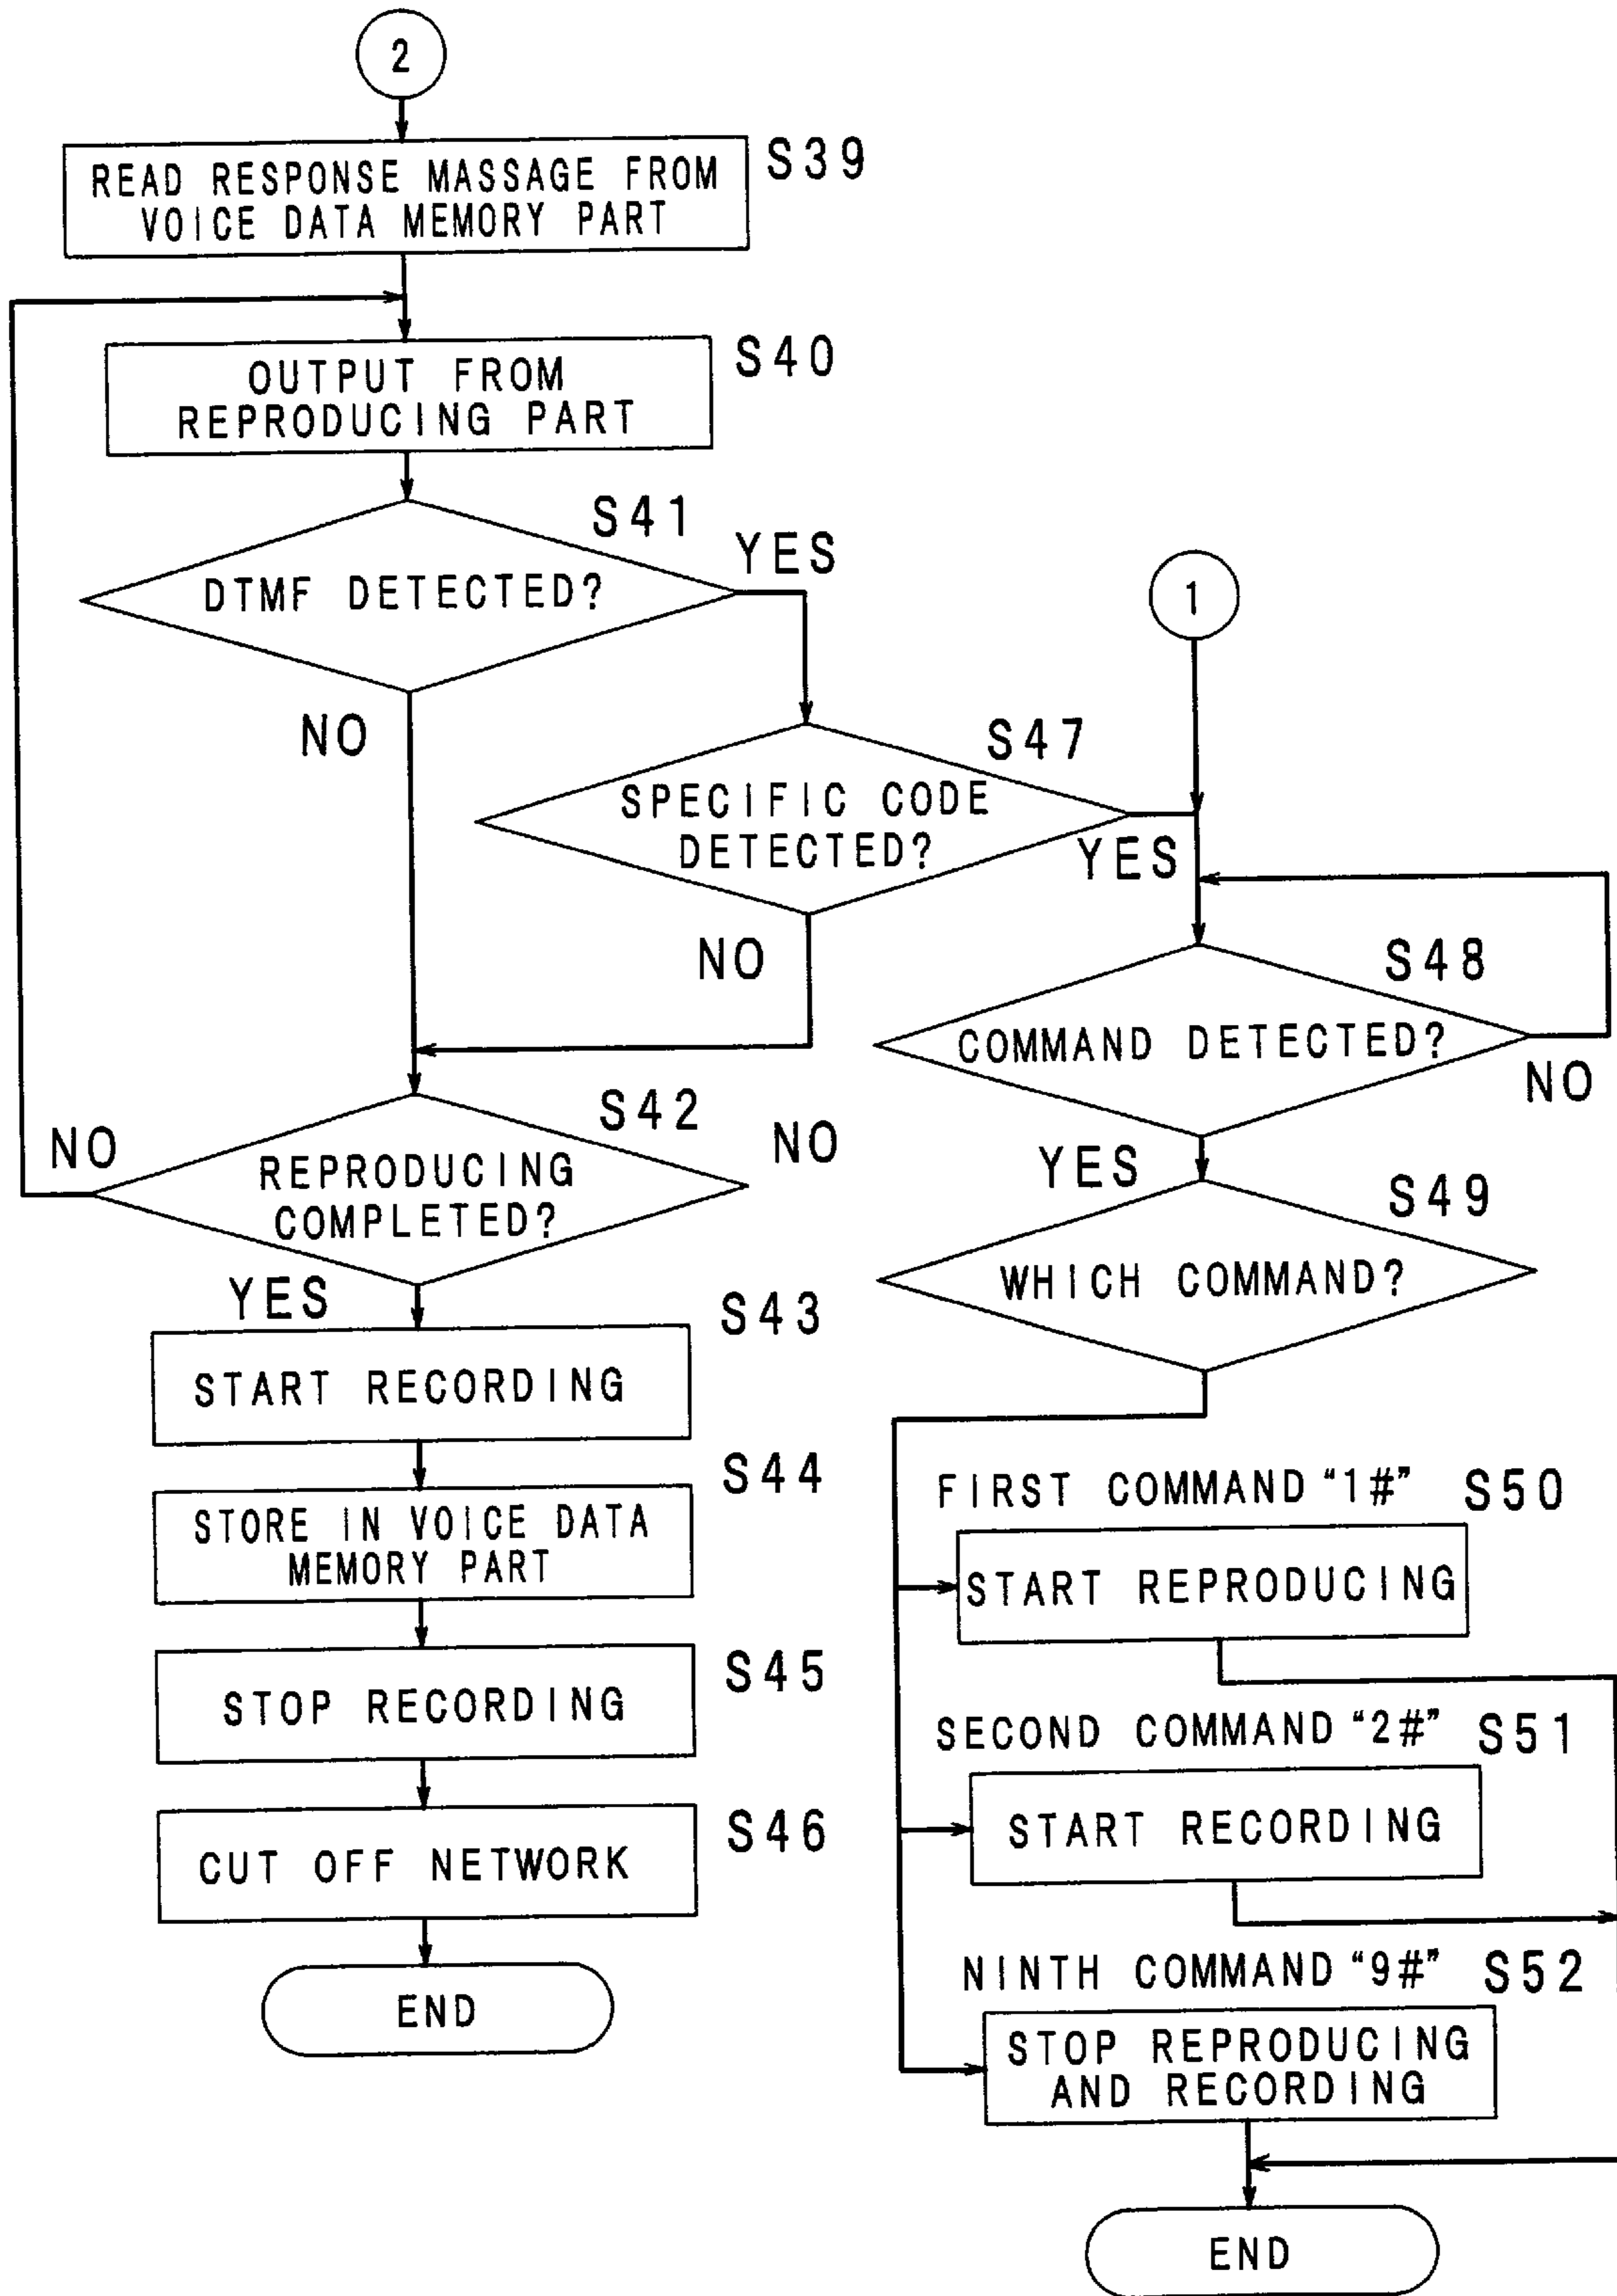 2
READ RESPONSE MASSAGE FROM
VOICE DATA MEMORY PART
S39
OUTPUT FROM
REPRODUCING PART
S40
S41
DTMF DETECTED?
YES
NO
1
S47
SPECIFIC CODE
DETECTED?
YES
NO
S48
COMMAND DETECTED?
NO
YES
S42
NO
NO
REPRODUCING
COMPLETED?
YES
S49
WHICH COMMAND?
S43
START RECORDING
S44
STORE IN VOICE DATA
MEMORY PART
S45
STOP RECORDING
S46
CUT OFF NETWORK
END
FIRST COMMAND “1#” S50
START REPRODUCING
SECOND COMMAND “2#” S51
START RECORDING
NINTH COMMAND “9#” S52
STOP REPRODUCING
AND RECORDING
END